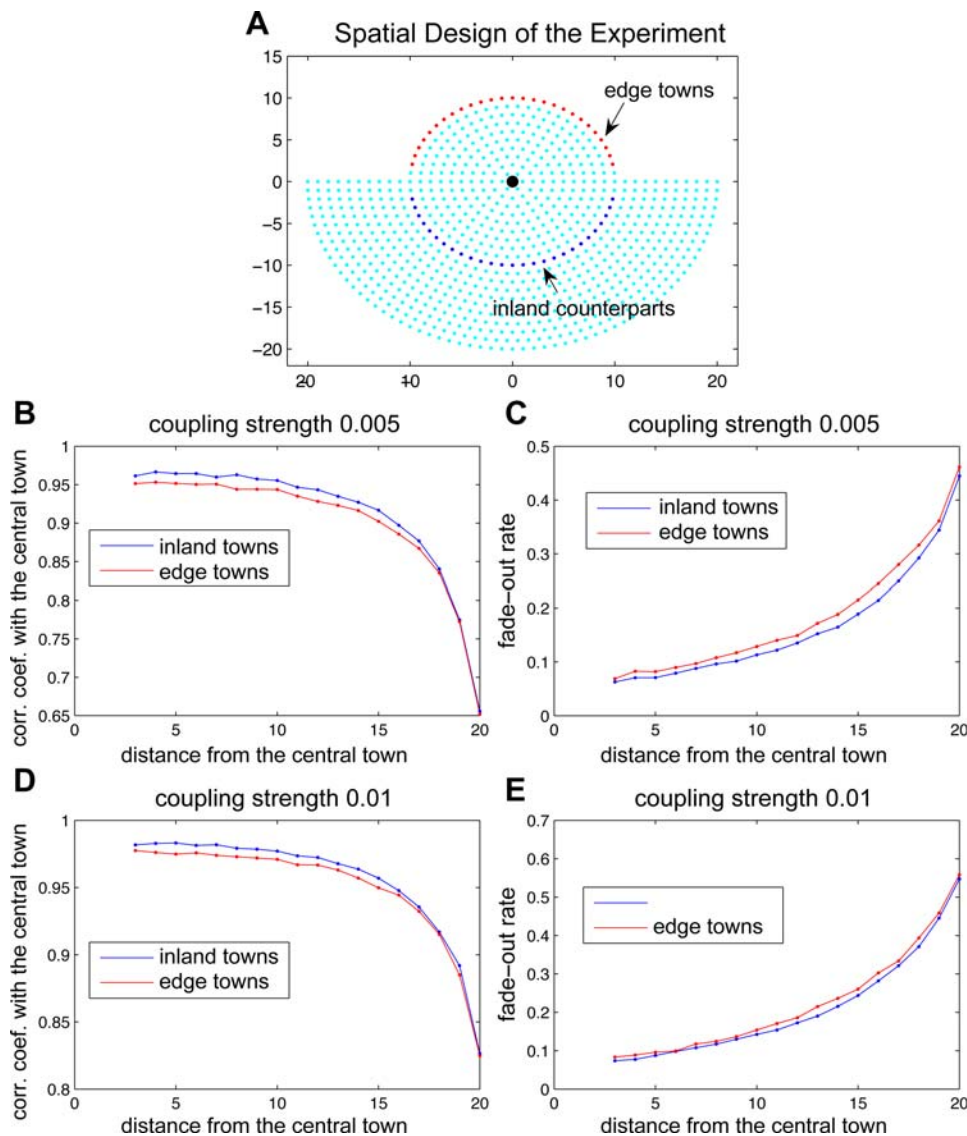 A
Spatial Design of the Experiment
15
10
5
0
−5
−10
−15
−20
edge towns
inland counterparts
−20 −10 0 10 20
B
coupling strength 0.005
corr. coef. with the central town
1
0.95
0.9
0.85
0.8
0.75
0.7
0.65
inland towns
edge towns
0 5 10 15 20
distance from the central town
C
coupling strength 0.005
fade−out rate
0.5
0.4
0.3
0.2
0.1
0
inland towns
edge towns
0 5 10 15 20
distance from the central town
D
coupling strength 0.01
corr. coef. with the central town
1
0.95
0.9
0.85
0.8
inland towns
edge towns
0 5 10 15 20
distance from the central town
E
coupling strength 0.01
fade−out rate
0.7
0.6
0.5
0.4
0.3
0.2
0.1
0
edge towns
0 5 10 15 20
distance from the central town